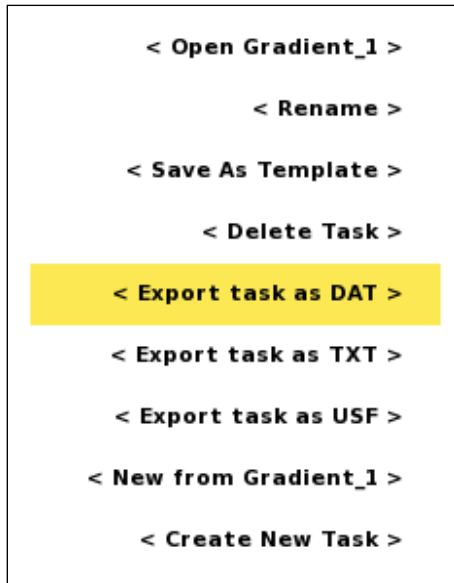 < Open Gradient_1 >
< Rename >
< Save As Template >
< Delete Task >
< Export task as DAT >
< Export task as TXT >
< Export task as USF >
< New from Gradient_1 >
< Create New Task >